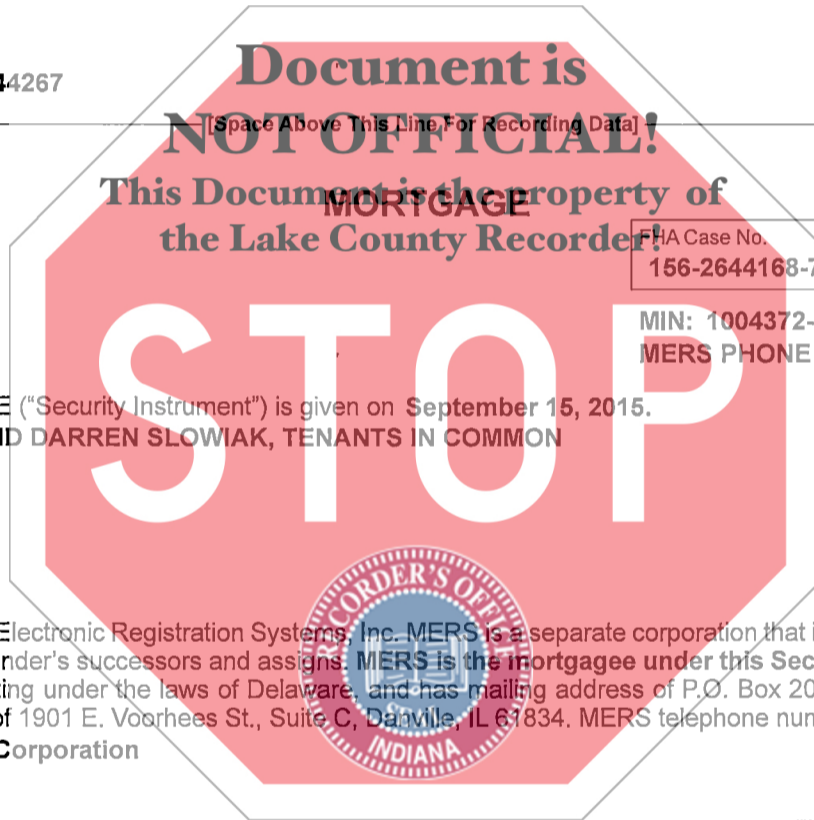 Document is
44267
NOT OFFICIAL!
[Space Above This Line For Recording Data]
This Document is the property of
MORTGAGE
the Lake County Recorder!
FHA Case No.
156-2644168-7
MIN: 1004372-
MERS PHONE
STOP
E (“Security Instrument”) is given on September 15, 2015.
ND DARREN SLOWIAK, TENANTS IN COMMON
RECORDER'S OFFICE
Electronic Registration Systems, Inc. MERS is a separate corporation that i
nder’s successors and assigns. MERS is the mortgagee under this Sec
ting under the laws of Delaware, and has mailing address of P.O. Box 20
of 1901 E. Voorhees St., Suite C, Danville, IL 61834. MERS telephone num
Corporation
INDIANA